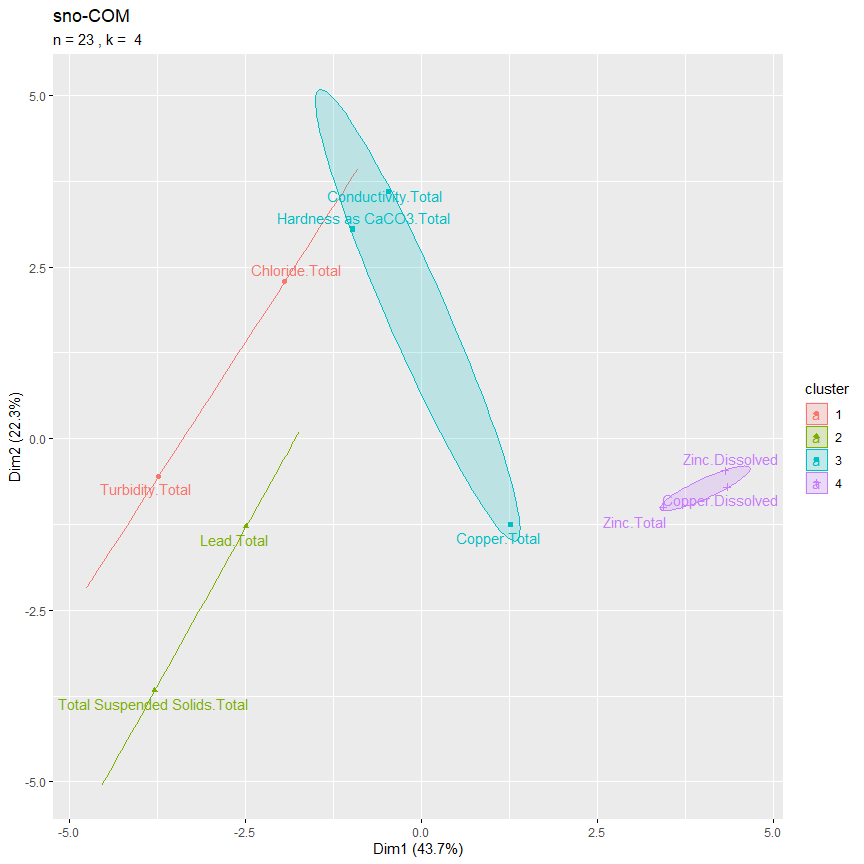 sno-COM
n = 23 , k =  4
5.0
2.5
0.0
-2.5
-5.0
Dim2 (22.3%)
Conductivity.Total
Hardness as CaCO3.Total
Chloride.Total
Zinc.Dissolved
Turbidity.Total
Copper.Dissolved
Zinc.Total
Lead.Total
Copper.Total
Total Suspended Solids.Total
-5.0
-2.5
0.0
2.5
5.0
Dim1 (43.7%)
cluster
a 1
a 2
a 3
a 4